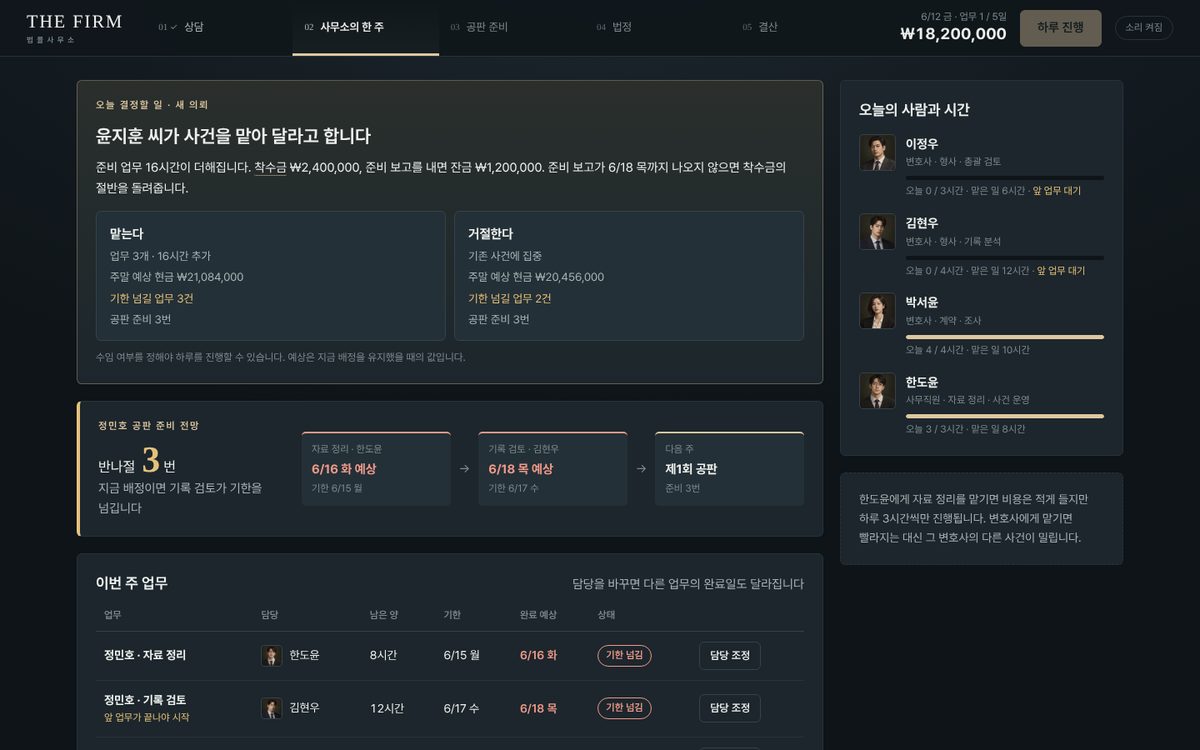 THE FIRM
법률사무소
01 ✓ 상담
02 사무소의 한 주
03 공판 준비
04 법정
05 결산
6/12 금 · 업무 1 / 5일
₩18,200,000
하루 진행
소리 켜짐
오늘 결정할 일 · 새 의뢰
윤지훈 씨가 사건을 맡아 달라고 합니다
준비 업무 16시간이 더해집니다. 착수금 ₩2,400,000, 준비 보고를 내면 잔금 ₩1,200,000. 준비 보고가 6/18 목까지 나오지 않으면 착수금의
절반을 돌려줍니다.
맡는다
업무 3개 · 16시간 추가
주말 예상 현금 ₩21,084,000
기한 넘길 업무 3건
공판 준비 3번
거절한다
기존 사건에 집중
주말 예상 현금 ₩20,456,000
기한 넘길 업무 2건
공판 준비 3번
수임 여부를 정해야 하루를 진행할 수 있습니다. 예상은 지금 배정을 유지했을 때의 값입니다.
정민호 공판 준비 전망
반나절 3 번
지금 배정이면 기록 검토가 기한을
넘깁니다
자료 정리 · 한도윤
6/16 화 예상
기한 6/15 월
→
기록 검토 · 김현우
6/18 목 예상
기한 6/17 수
→
다음 주
제1회 공판
준비 3번
이번 주 업무
담당을 바꾸면 다른 업무의 완료일도 달라집니다
업무 담당 남은 양 기한 완료 예상 상태
정민호 · 자료 정리 한도윤 8시간 6/15 월 6/16 화 기한 넘김 담당 조정
정민호 · 기록 검토
앞 업무가 끝나야 시작
김현우 12시간 6/17 수 6/18 목 기한 넘김 담당 조정
오늘의 사람과 시간
이정우
변호사 · 형사 · 총괄 검토
오늘 0 / 3시간 · 맡은 일 6시간 · 앞 업무 대기
김현우
변호사 · 형사 · 기록 분석
오늘 0 / 4시간 · 맡은 일 12시간 · 앞 업무 대기
박서윤
변호사 · 계약 · 조사
오늘 4 / 4시간 · 맡은 일 10시간
한도윤
사무직원 · 자료 정리 · 사건 운영
오늘 3 / 3시간 · 맡은 일 8시간
한도윤에게 자료 정리를 맡기면 비용은 적게 들지만
하루 3시간씩만 진행됩니다. 변호사에게 맡기면
빨라지는 대신 그 변호사의 다른 사건이 밀립니다.